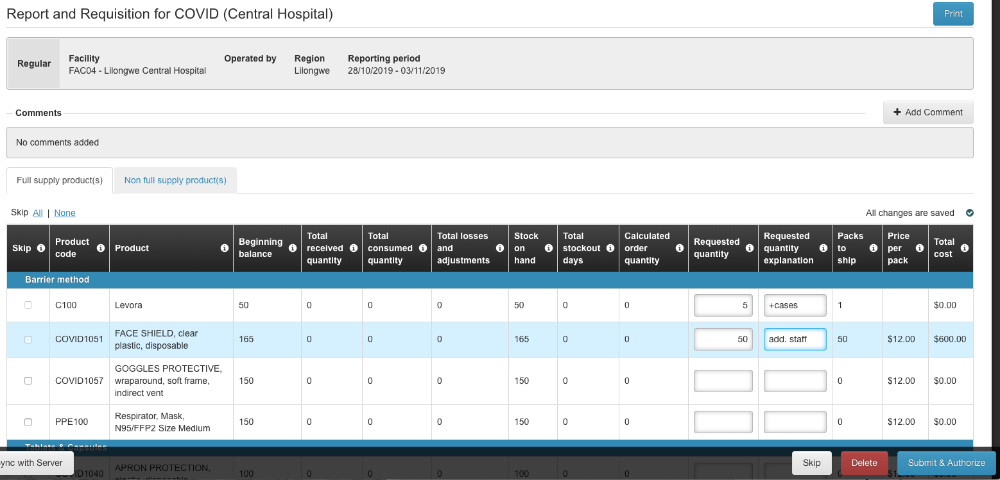 Report and Requisition for COVID (Central Hospital)
Print
Regular
Facility
FAC04 - Lilongwe Central Hospital
Operated by
Region
Lilongwe
Reporting period
28/10/2019 - 03/11/2019
Comments
+ Add Comment
No comments added
Full supply product(s)
Non full supply product(s)
Skip All | None
All changes are saved
Skip
Product code
Product
Beginning balance
Total received quantity
Total consumed quantity
Total losses and adjustments
Stock on hand
Total stockout days
Calculated order quantity
Requested quantity
Requested quantity explanation
Packs to ship
Price per pack
Total cost
Barrier method
C100 Levora 50 0 0 0 50 0 0 5 +cases 1 $0.00
COVID1051 FACE SHIELD, clear plastic, disposable 165 0 0 0 165 0 0 50 add. staff 50 $12.00 $600.00
COVID1057 GOGGLES PROTECTIVE, wraparound, soft frame, indirect vent 150 0 0 0 150 0 0 0 $12.00 $0.00
PPE100 Respirator, Mask, N95/FFP2 Size Medium 150 0 0 0 150 0 0 0 $12.00 $0.00
Tablets & Capsules
COVID1040 APRON PROTECTION, plastic, disposable 100 0 0 0 100 0 0 0 $12.00 $0.00
ync with Server
Skip
Delete
Submit & Authorize